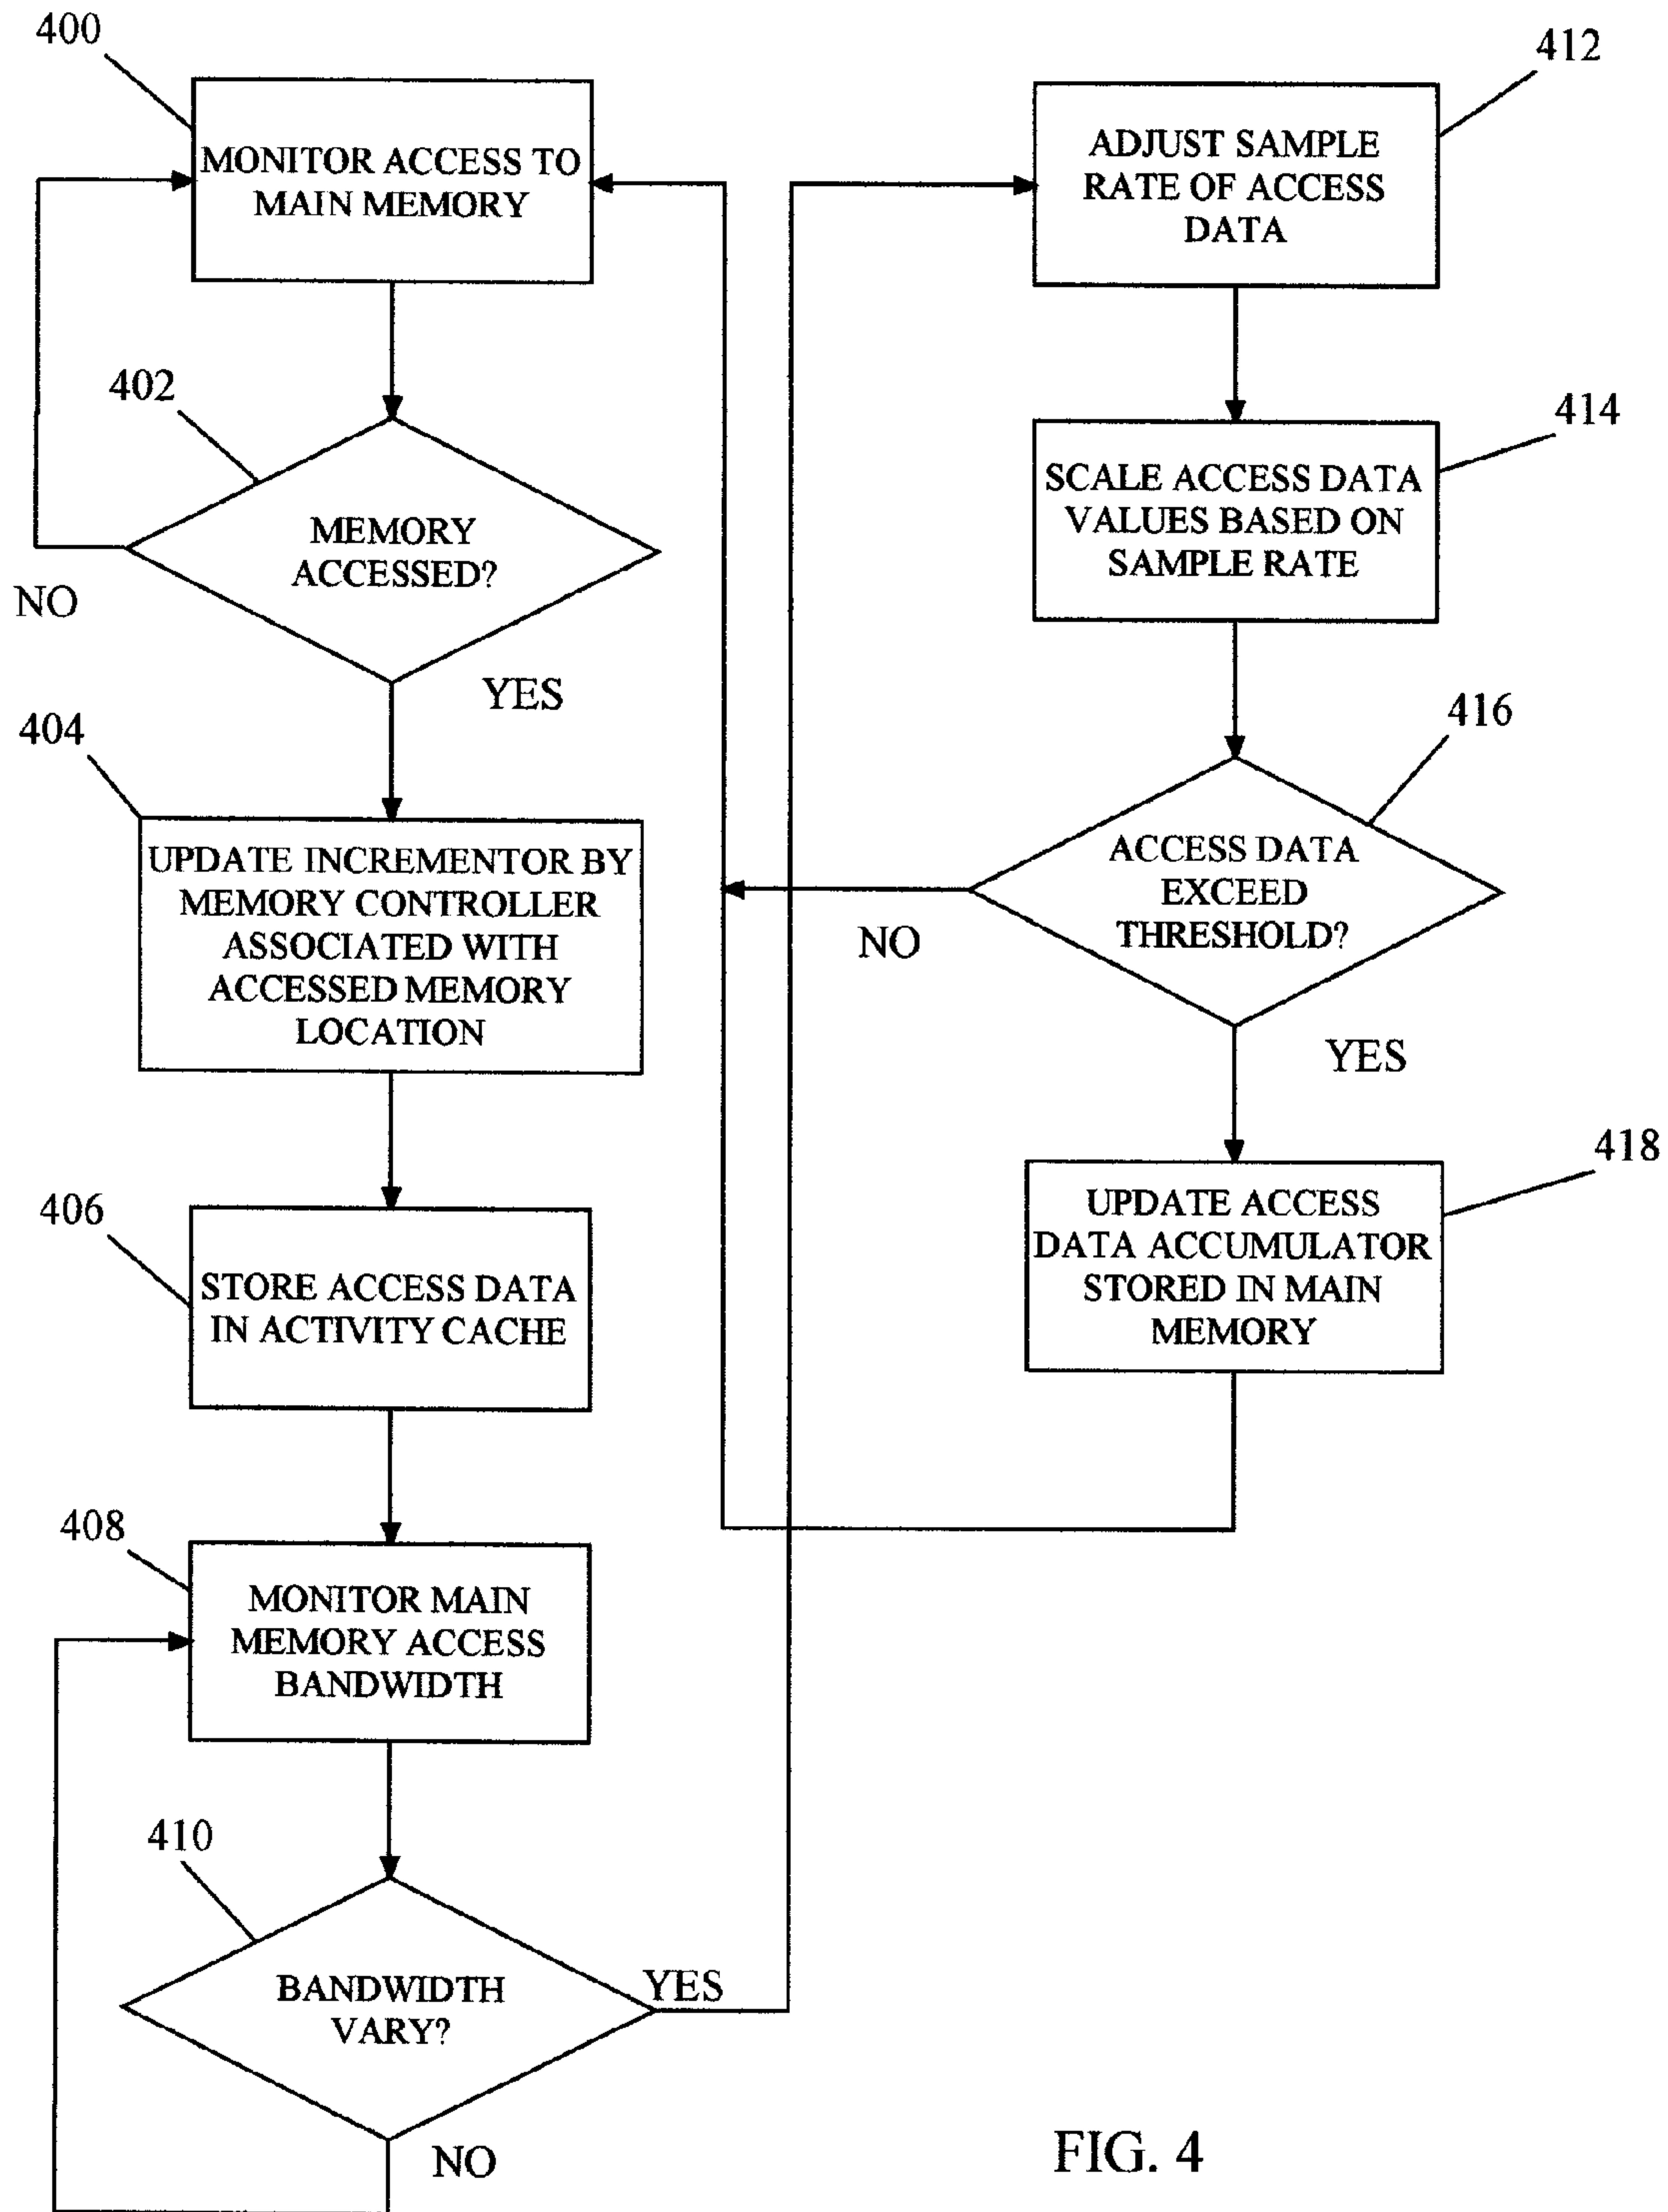 400
MONITOR ACCESS TO
MAIN MEMORY
402
MEMORY
ACCESSED?
NO
YES
404
UPDATE INCREMENTOR BY
MEMORY CONTROLLER
ASSOCIATED WITH
ACCESSED MEMORY
LOCATION
406
STORE ACCESS DATA
IN ACTIVITY CACHE
408
MONITOR MAIN
MEMORY ACCESS
BANDWIDTH
410
BANDWIDTH
VARY?
YES
NO
412
ADJUST SAMPLE
RATE OF ACCESS
DATA
414
SCALE ACCESS DATA
VALUES BASED ON
SAMPLE RATE
416
ACCESS DATA
EXCEED
THRESHOLD?
NO
YES
418
UPDATE ACCESS
DATA ACCUMULATOR
STORED IN MAIN
MEMORY
FIG. 4